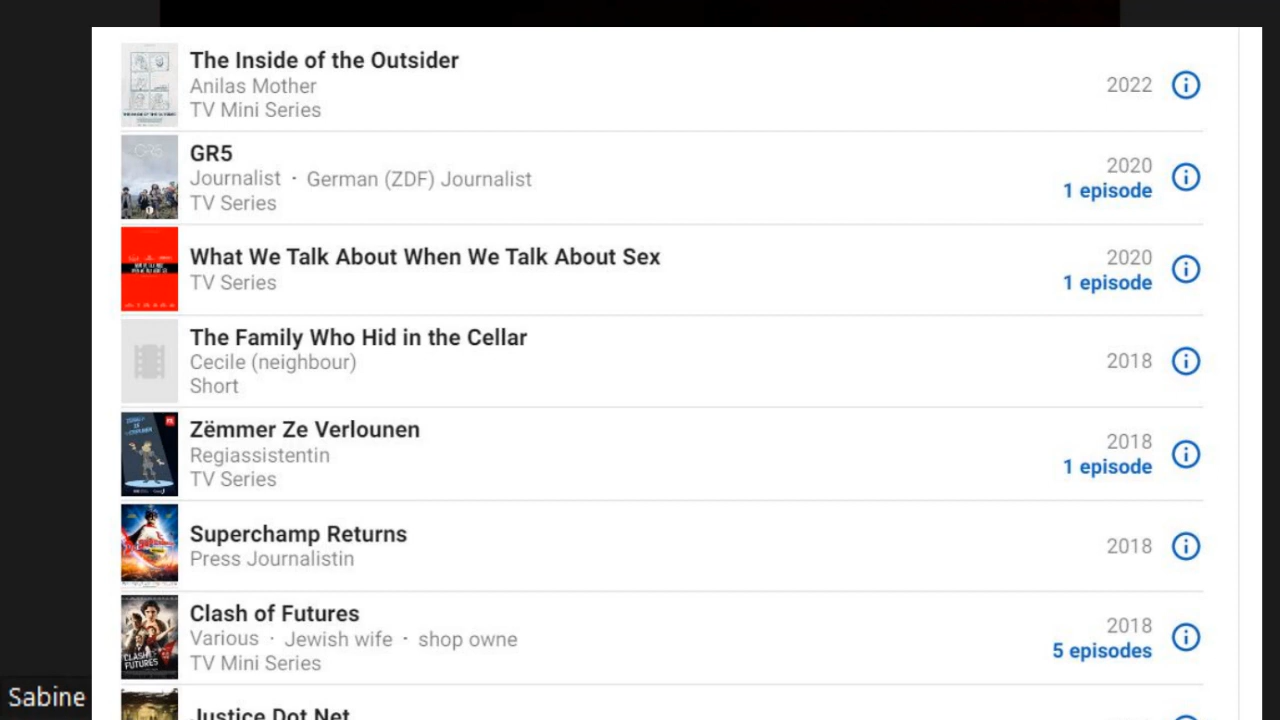 The Inside of the Outsider
Anilas Mother
TV Mini Series
2022
GR5
Journalist · German (ZDF) Journalist
TV Series
2020
1 episode
What We Talk About When We Talk About Sex
TV Series
2020
1 episode
The Family Who Hid in the Cellar
Cecile (neighbour)
Short
2018
Zëmmer Ze Verlounen
Regiassistentin
TV Series
2018
1 episode
Superchamp Returns
Press Journalistin
2018
Clash of Futures
Various · Jewish wife · shop owne
TV Mini Series
2018
5 episodes
Justice Dot Net
Sabine
GR5
CLASH
FUTURES